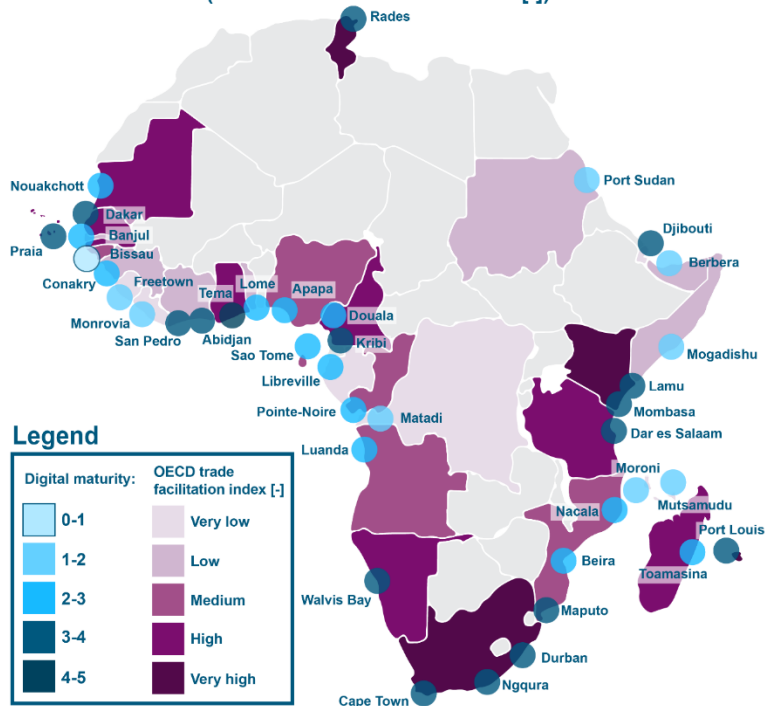 Rades
Nouakchott
Port Sudan
Dakar
Djibouti
Banjul
Praia
Bissau
Berbera
Conakry
Freetown
Lome
Apapa
Tema
Douala
Monrovia
San Pedro
Abidjan
Kribi
Sao Tome
Mogadishu
Libreville
Lamu
Pointe-Noire
Mombasa
Matadi
Dar es Salaam
Luanda
Moroni
Mutsamudu
Nacala
Port Louis
Beira
Toamasina
Walvis Bay
Maputo
Durban
Ngqura
Cape Town
Legend
Digital maturity:
0-1
1-2
2-3
3-4
4-5
OECD trade
facilitation index [-]
Very low
Low
Medium
High
Very high